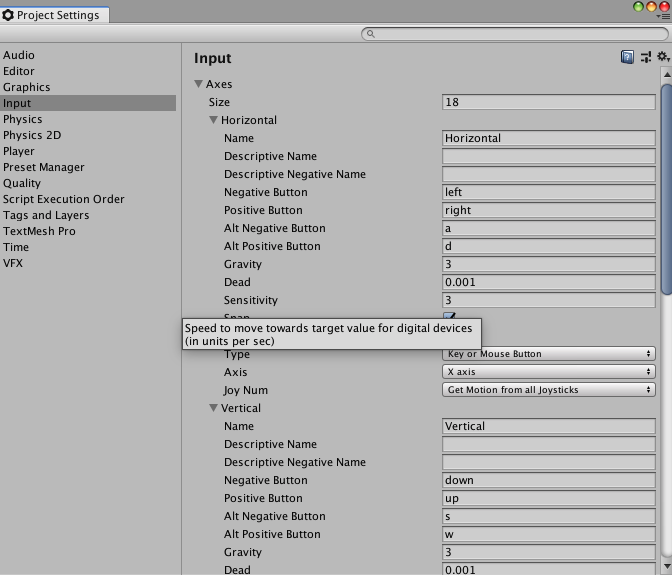 Project Settings
Audio
Editor
Graphics
Input
Physics
Physics 2D
Player
Preset Manager
Quality
Script Execution Order
Tags and Layers
TextMesh Pro
Time
VFX
Input
Axes
Size 18
Horizontal
Name Horizontal
Descriptive Name
Descriptive Negative Name
Negative Button left
Positive Button right
Alt Negative Button a
Alt Positive Button d
Gravity 3
Dead 0.001
Sensitivity 3
Snap
Speed to move towards target value for digital devices
(in units per sec)
Type Key or Mouse Button
Axis X axis
Joy Num Get Motion from all Joysticks
Vertical
Name Vertical
Descriptive Name
Descriptive Negative Name
Negative Button down
Positive Button up
Alt Negative Button s
Alt Positive Button w
Gravity 3
Dead 0.001